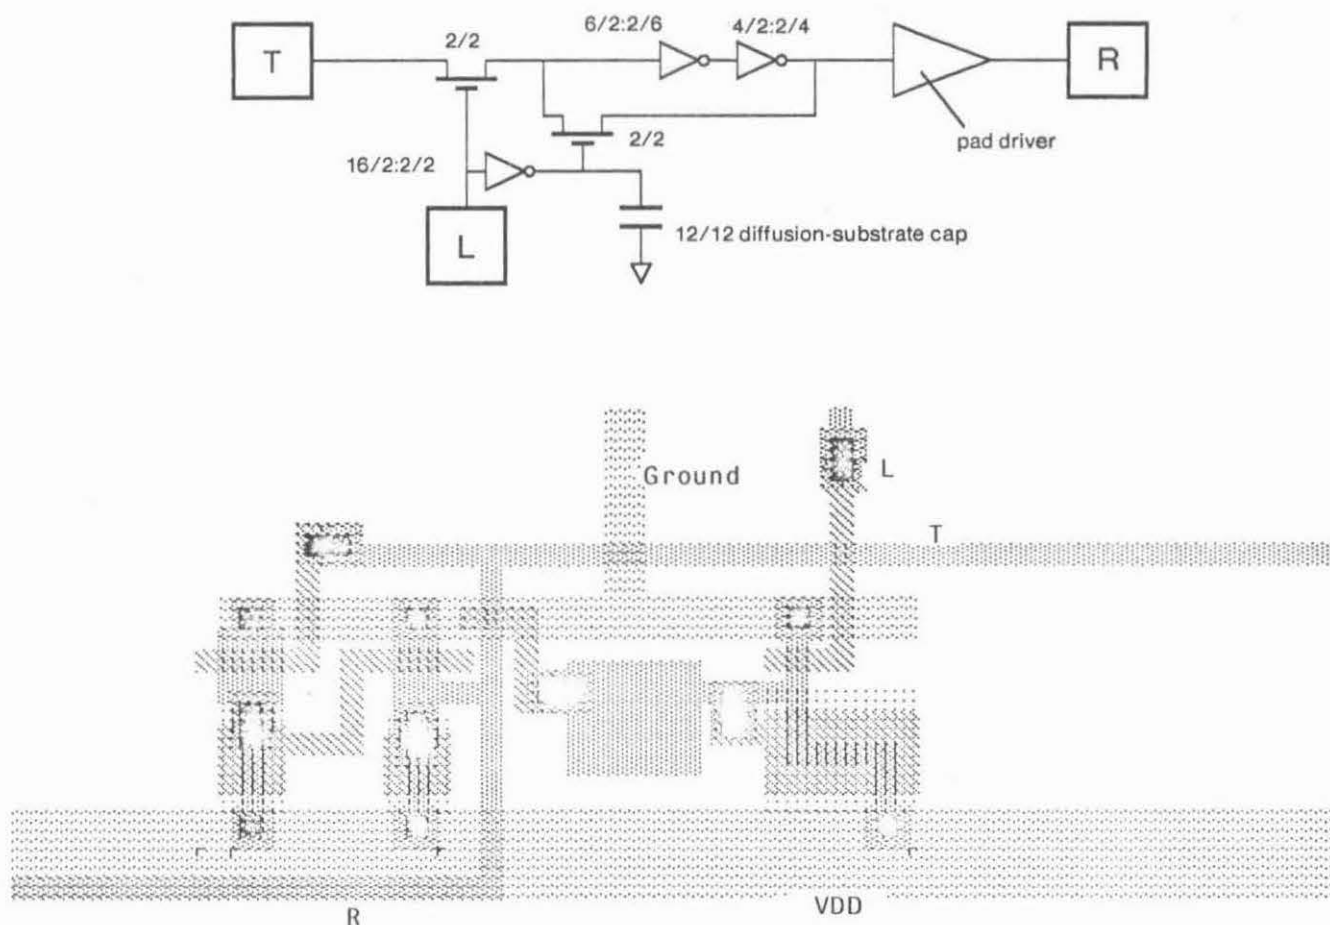 6/2:2/6
4/2:2/4
2/2
T
R
pad driver
2/2
16/2:2/2
L
12/12 diffusion-substrate cap
Ground
L
T
R
VDD